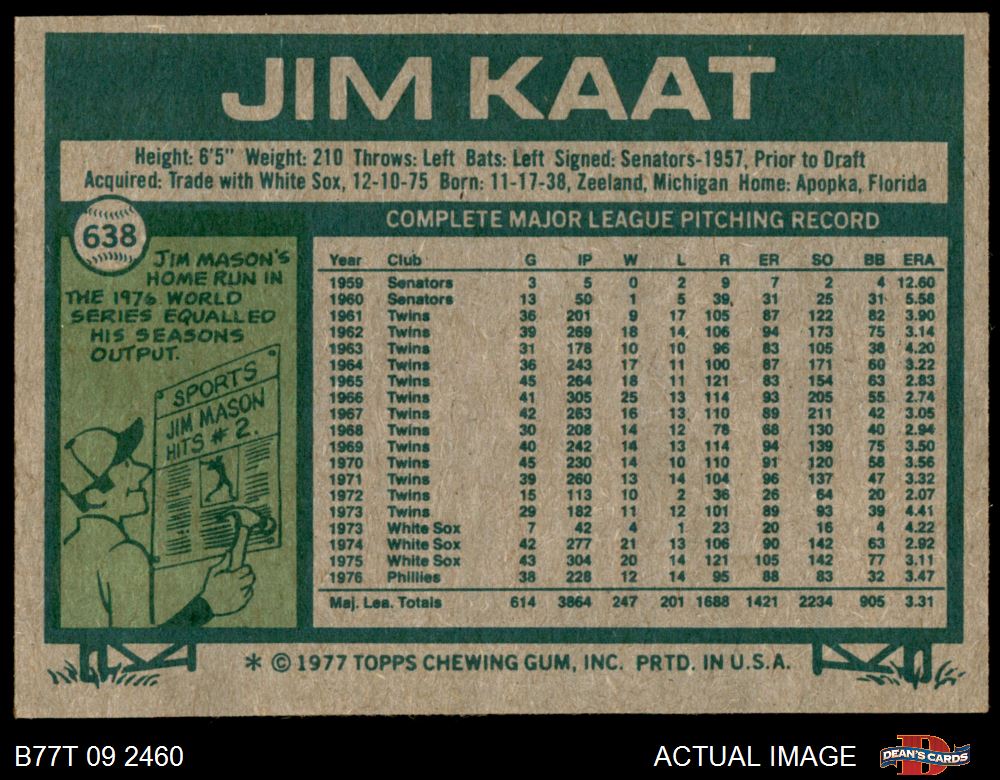 JIM KAAT
Height: 6'5" Weight: 210 Throws: Left Bats: Left Signed: Senators-1957, Prior to Draft
Acquired: Trade with White Sox, 12-10-75 Born: 11-17-38, Zeeland, Michigan Home: Apopka, Florida
638
JIM MASON'S
HOME RUN IN
THE 1976 WORLD
SERIES EQUALLED
HIS SEASONS
OUTPUT.
SPORTS
JIM MASON
HITS #2.
COMPLETE MAJOR LEAGUE PITCHING RECORD
Year Club G IP W L R ER SO BB ERA
1959 Senators 3 5 0 2 9 7 2 4 12.60
1960 Senators 13 50 1 5 39 31 25 31 5.58
1961 Twins 36 201 9 17 105 87 122 82 3.90
1962 Twins 39 269 18 14 106 94 173 75 3.14
1963 Twins 31 178 10 10 96 83 105 38 4.20
1964 Twins 36 243 17 11 100 87 171 60 3.22
1965 Twins 45 264 18 11 121 83 154 63 2.83
1966 Twins 41 305 25 13 114 93 205 55 2.74
1967 Twins 42 263 16 13 110 89 211 42 3.05
1968 Twins 30 208 14 12 78 68 130 40 2.94
1969 Twins 40 242 14 13 114 94 139 75 3.50
1970 Twins 45 230 14 10 110 91 120 58 3.56
1971 Twins 39 260 13 14 104 96 137 47 3.32
1972 Twins 15 113 10 2 36 26 64 20 2.07
1973 Twins 29 182 11 12 101 89 93 39 4.41
1973 White Sox 7 42 4 1 23 20 16 4 4.22
1974 White Sox 42 277 21 13 106 90 142 63 2.92
1975 White Sox 43 304 20 14 121 105 142 77 3.11
1976 Phillies 38 228 12 14 95 88 83 32 3.47
Maj. Lea. Totals 614 3864 247 201 1688 1421 2234 905 3.31
* © 1977 TOPPS CHEWING GUM, INC. PRTD. IN U.S.A.
B77T 09 2460
ACTUAL IMAGE
DEAN'S CARDS